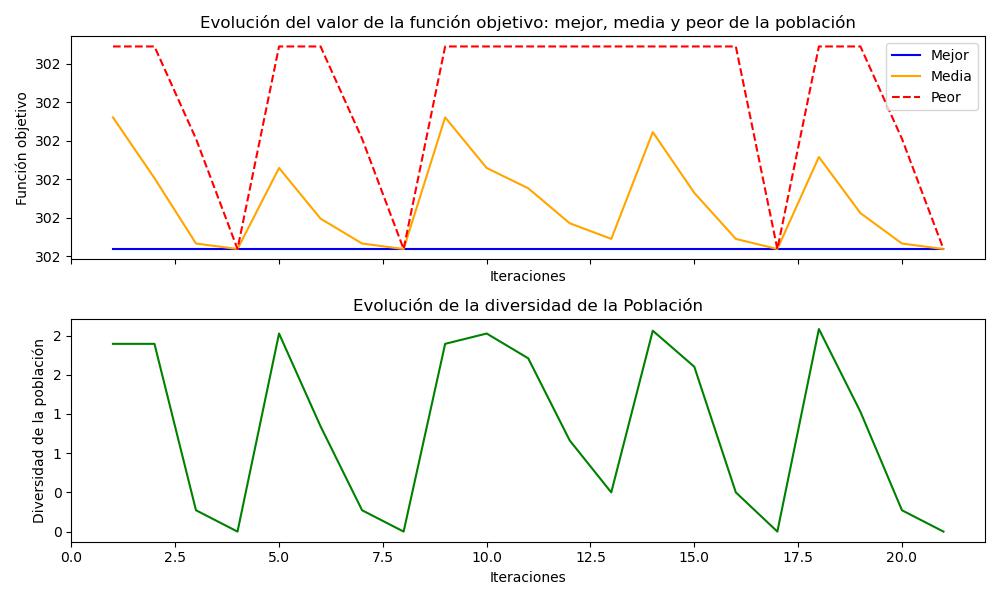 Evolución del valor de la función objetivo: mejor, media y peor de la población
Función objetivo
302
302
302
302
302
302
Mejor
Media
Peor
Iteraciones
Evolución de la diversidad de la Población
Diversidad de la población
2
2
1
1
0
0
0.0 2.5 5.0 7.5 10.0 12.5 15.0 17.5 20.0
Iteraciones